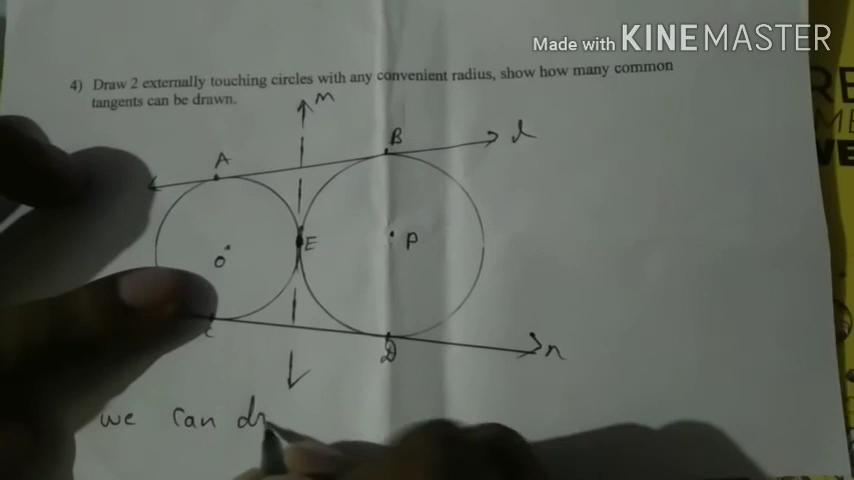 Made with KINEMASTER
4) Draw 2 externally touching circles with any convenient radius, show how many common
tangents can be drawn.
m
B
l
A
E
P
O
C
D
n
we can